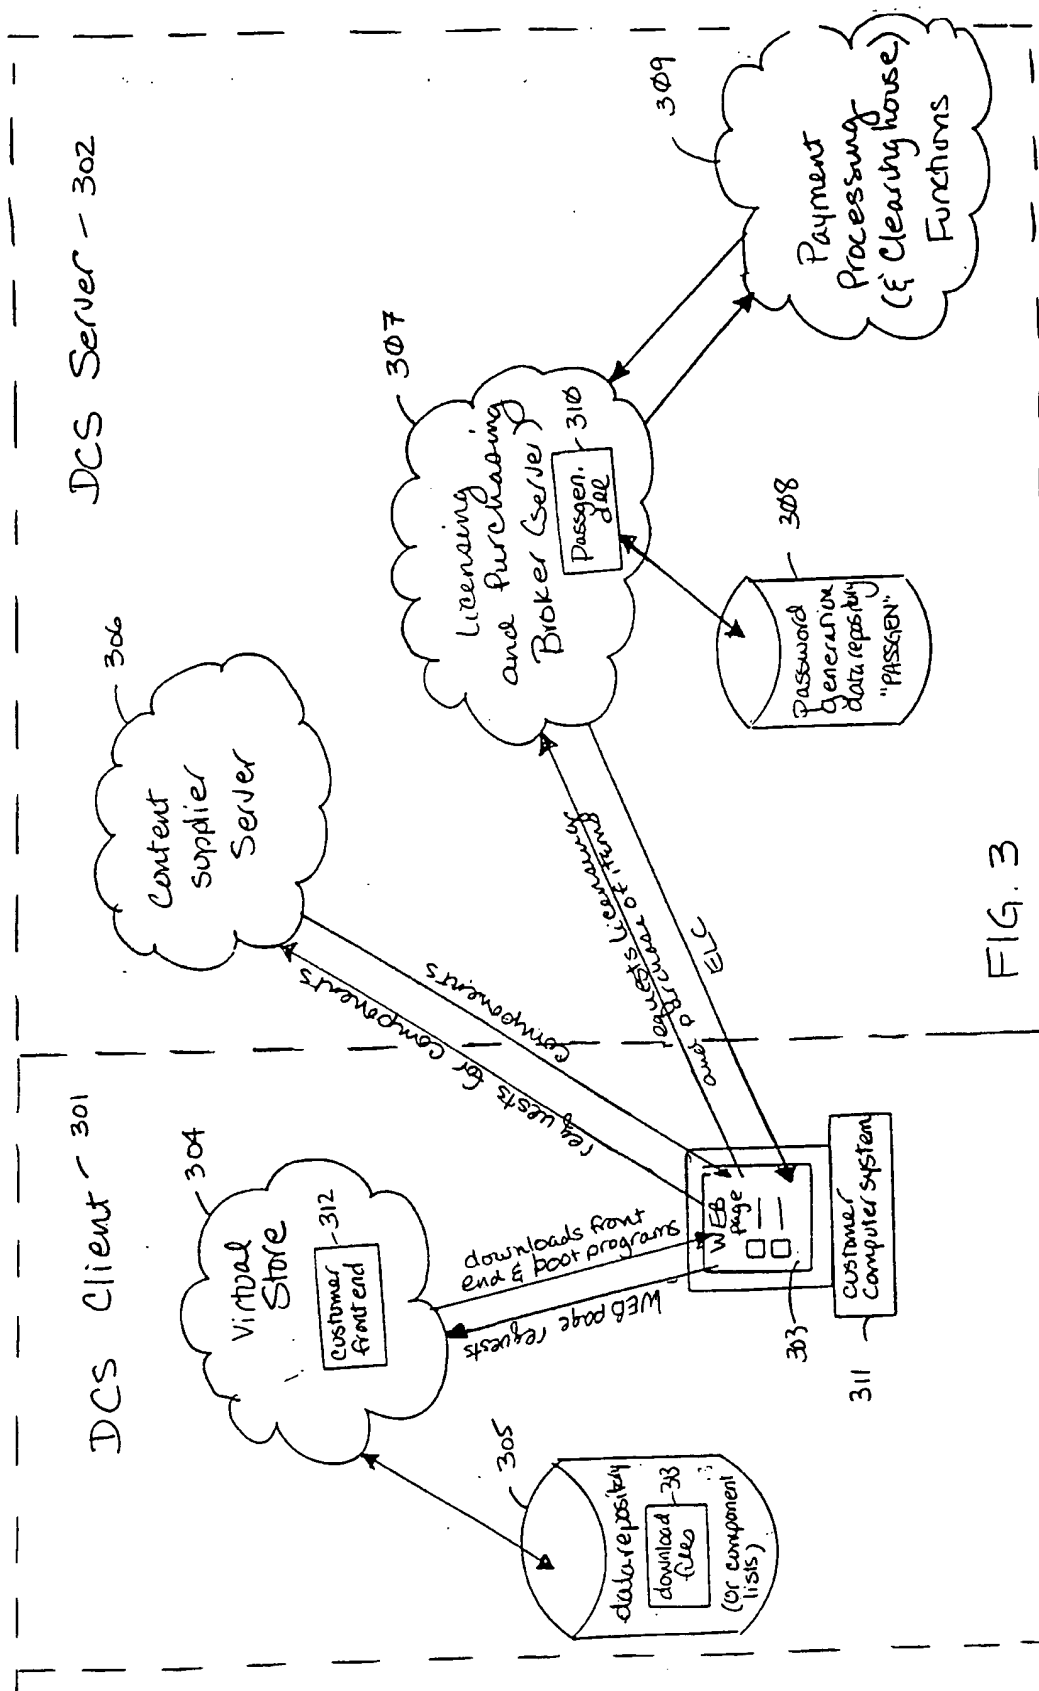 DCS Client 301
DCS Server - 302
304
Virtual
Store
312
customer
frontend
305
data repository
313
download
files
(or component
lists)
downloads front
end & boot programs
WEB page requests
WEB
page
303
customer
computer system
311
requests for components
components
306
Content
supplier
Server
requests licensing
and purchase of items
ELC
307
Licensing
and Purchasing
Broker (server)
Passgen.
dll
310
Password
generation
data repository
"PASSGEN"
308
309
Payment
Processing
(& Clearinghouse)
Functions
FIG. 3